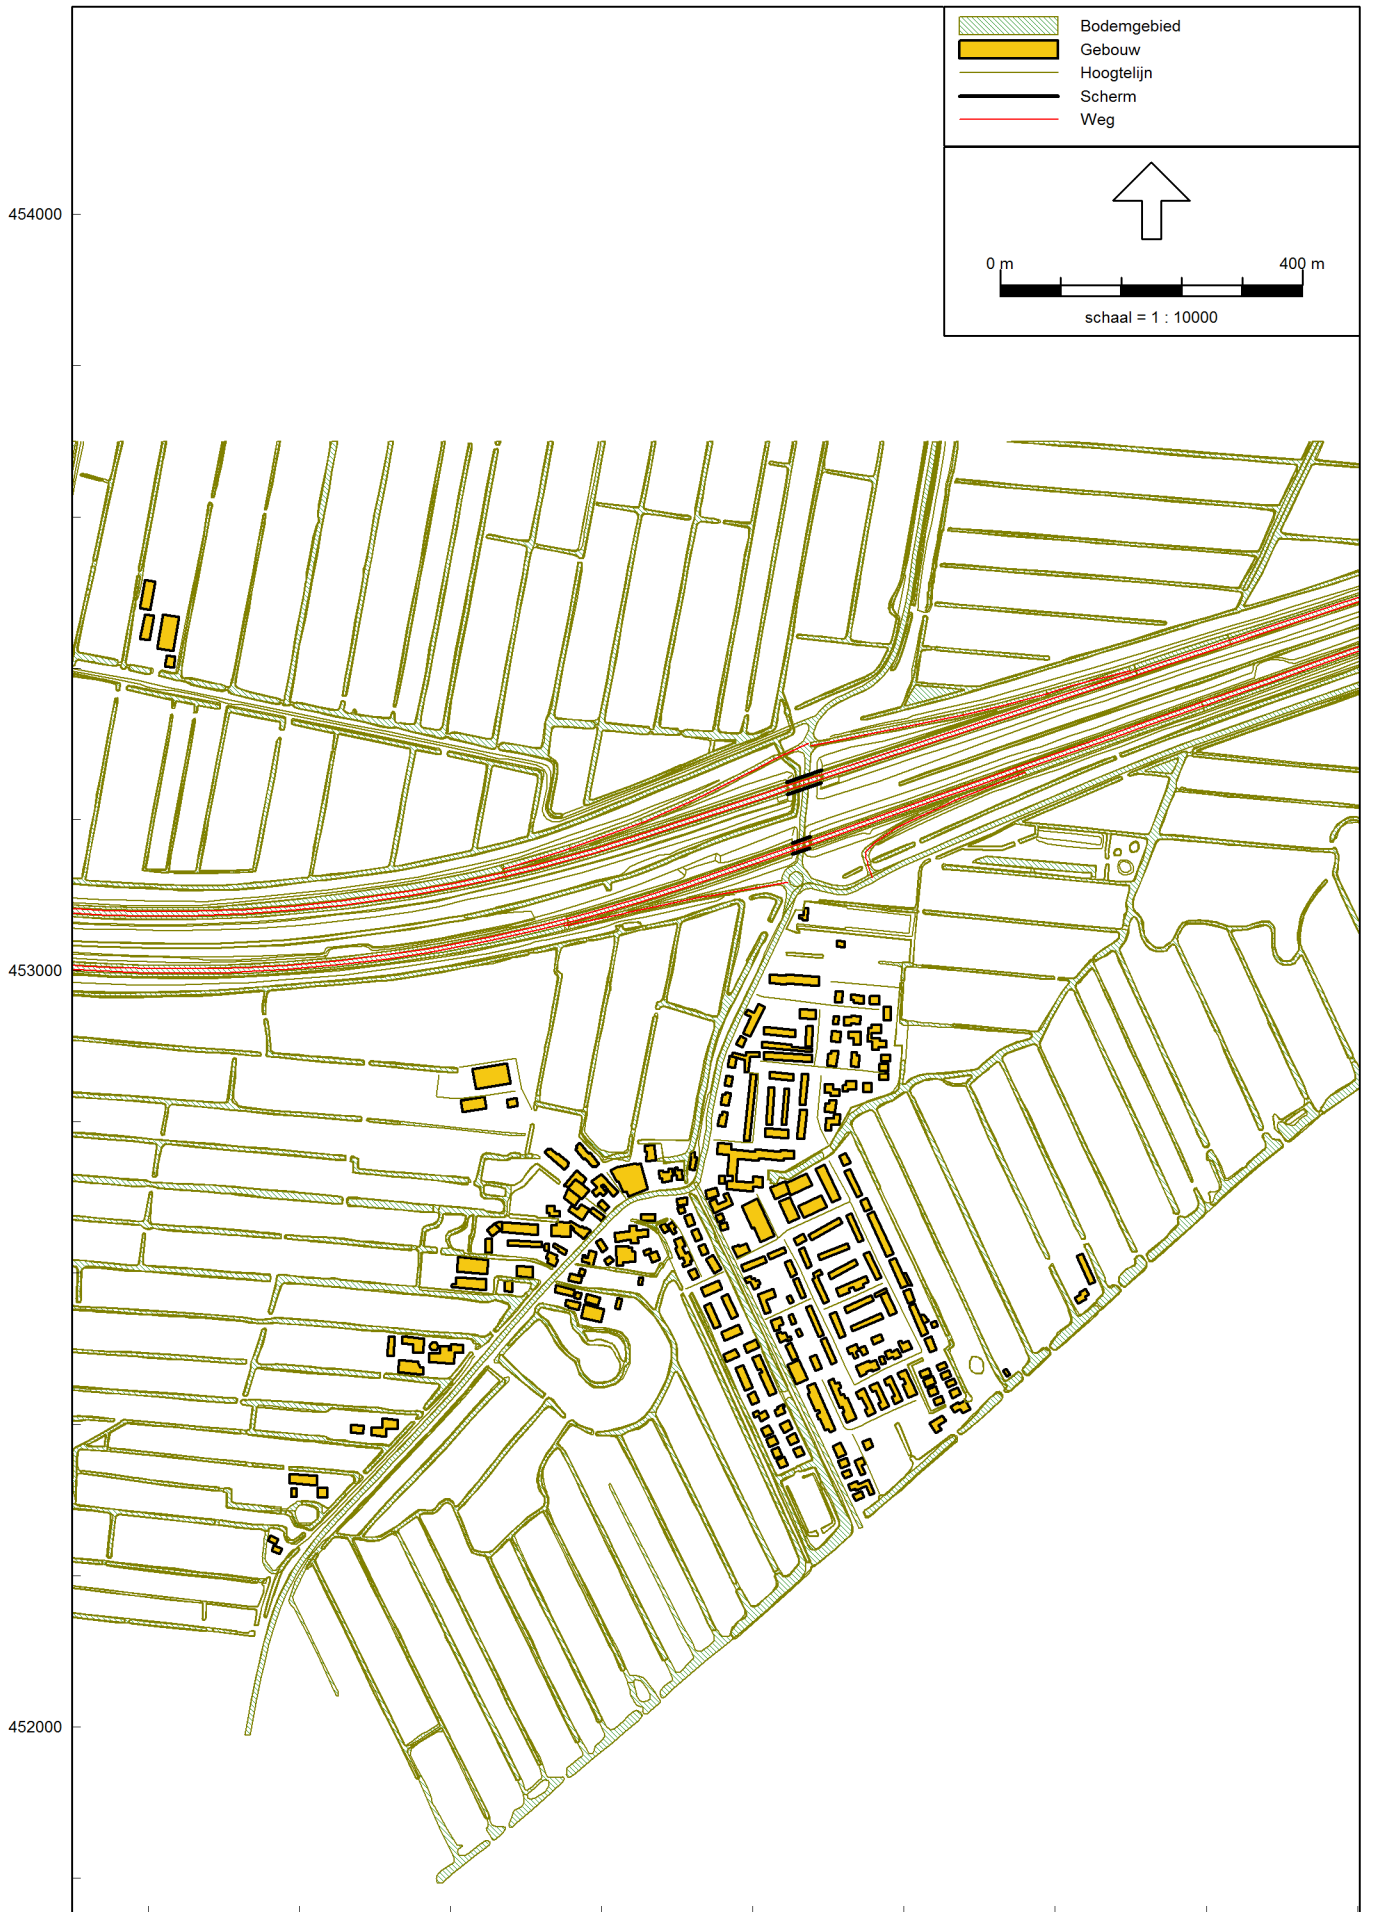 Bodemgebied
Gebouw
Hoogtelijn
Scherm
Weg
0 m 400 m
schaal = 1 : 10000
454000
453000
452000